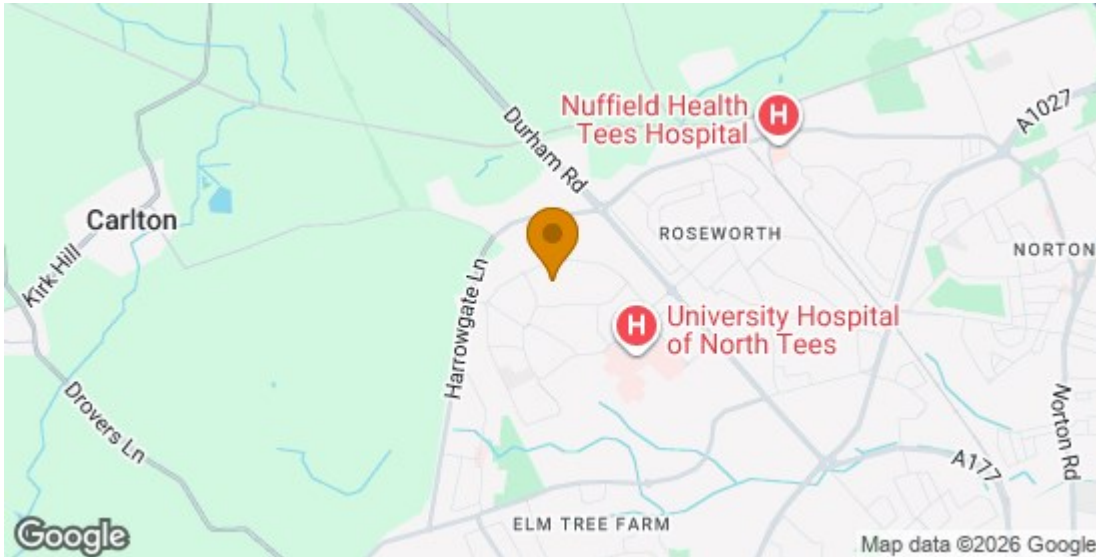 Nuffield Health
Tees Hospital
H
A1027
Durham Rd
Carlton
Kirk Hill
ROSEWORTH
NORTON
Harrowgate Ln
H
University Hospital
of North Tees
Drovers Ln
Norton Rd
A177
ELM TREE FARM
Google
Map data ©2026 Google